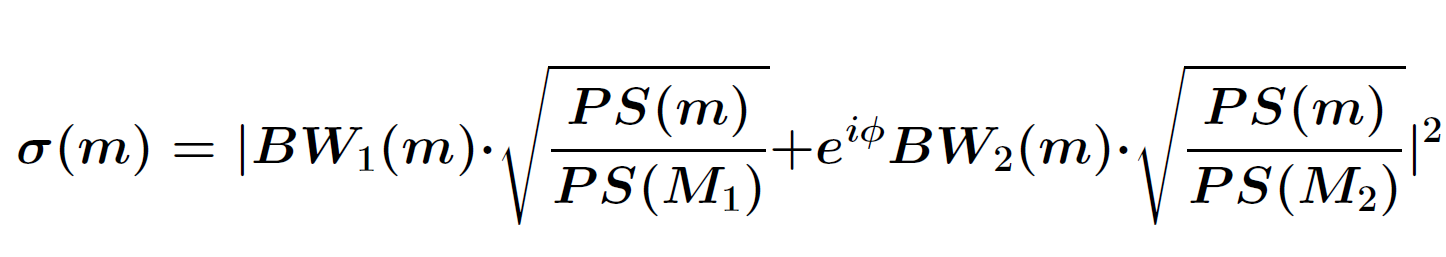 σ(m) = |BW₁(m)·√(PS(m)/PS(M₁))+e^{iϕ}BW₂(m)·√(PS(m)/PS(M₂))|²